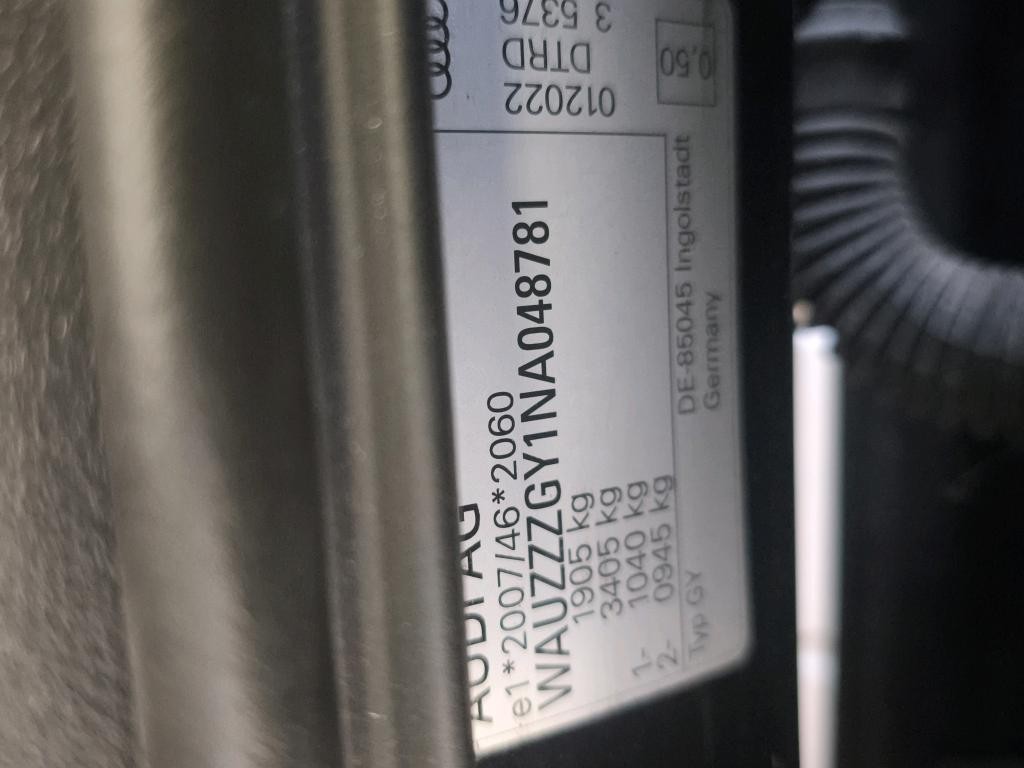 AUDI AG
e1*2007/46*2060
WAUZZZGY1NA048781
1905 kg
3405 kg
1- 1040 kg
2- 0945 kg
Typ GY
DE-85045 Ingolstadt
Germany
012022
DTRD
3 5376
0,50